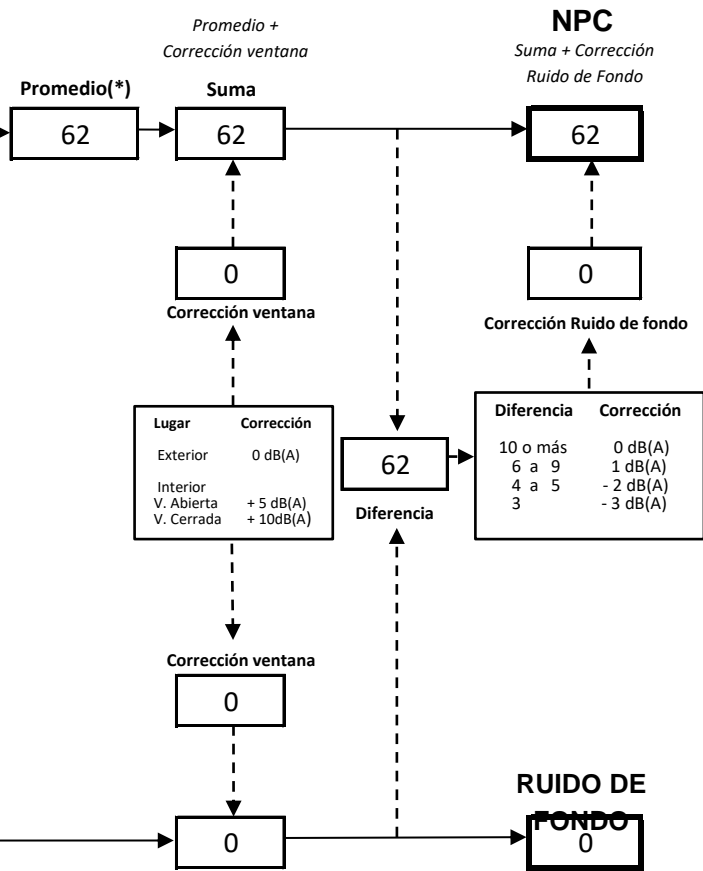 Promedio +
Corrección ventana
NPC
Suma + Corrección
Ruido de Fondo
Promedio(*)
Suma
62
62
62
0
0
Corrección ventana
Corrección Ruido de fondo
Lugar Corrección
Exterior 0 dB(A)
Interior
V. Abierta + 5 dB(A)
V. Cerrada + 10dB(A)
62
Diferencia
Diferencia Corrección
10 o más 0 dB(A)
6 a 9 1 dB(A)
4 a 5 - 2 dB(A)
3 - 3 dB(A)
Corrección ventana
0
RUIDO DE
FONDO
0
0